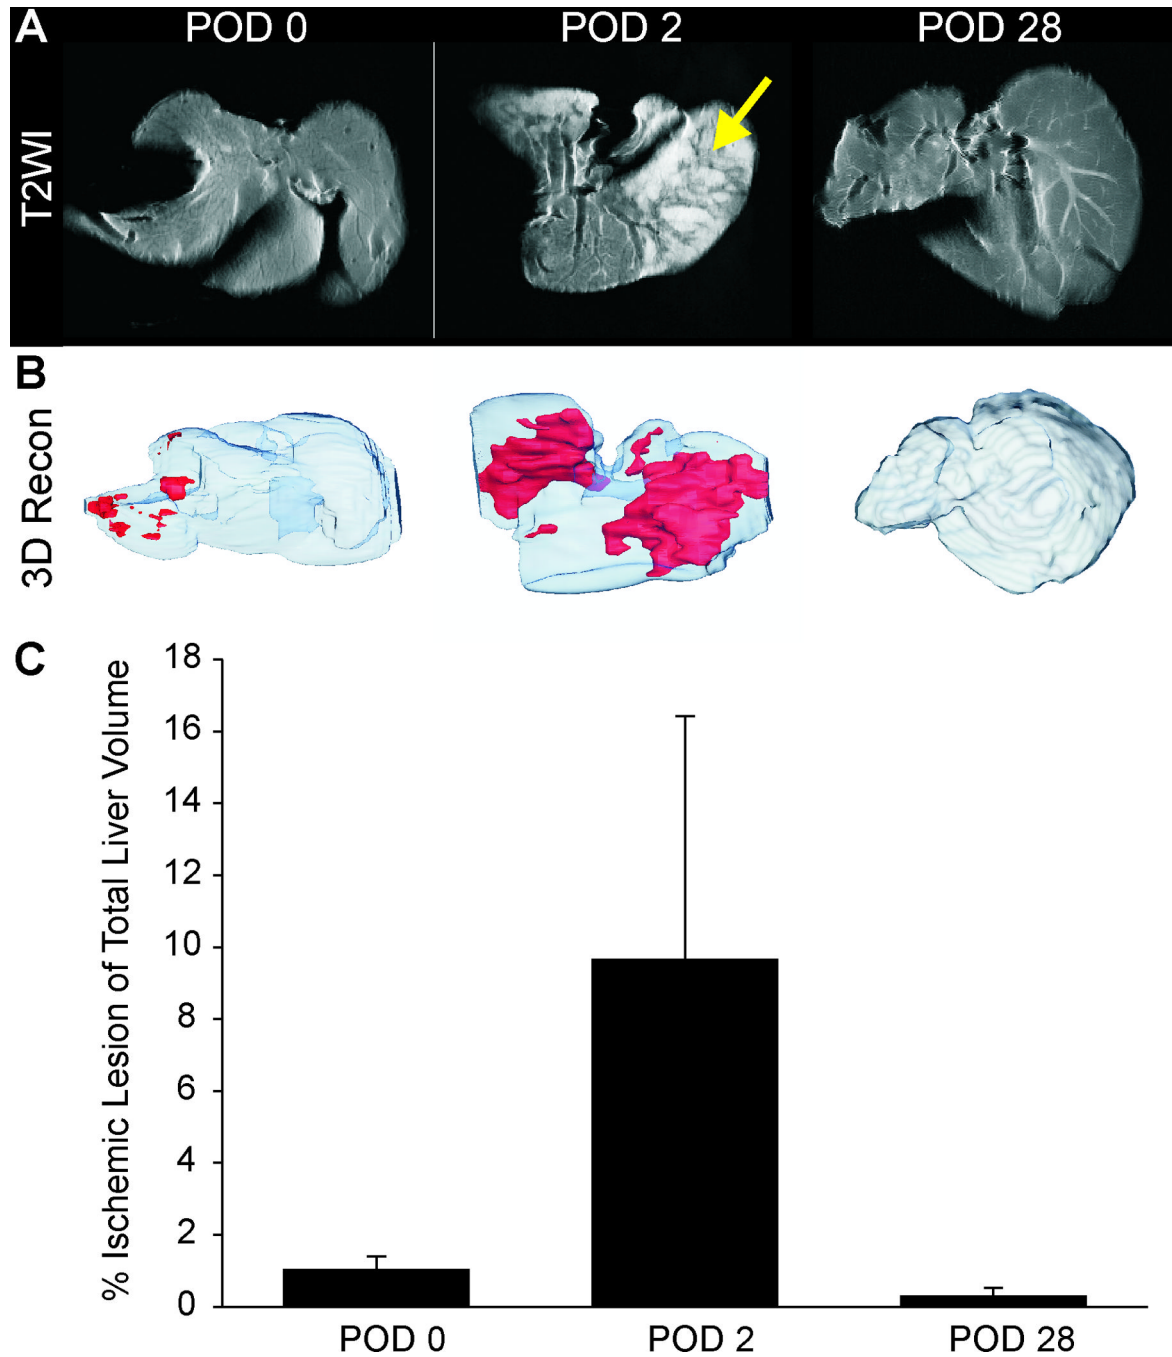 A
POD 0
POD 2
POD 28
T2WI
B
3D Recon
C
% Ischemic Lesion of Total Liver Volume
18
16
14
12
10
8
6
4
2
0
POD 0
POD 2
POD 28